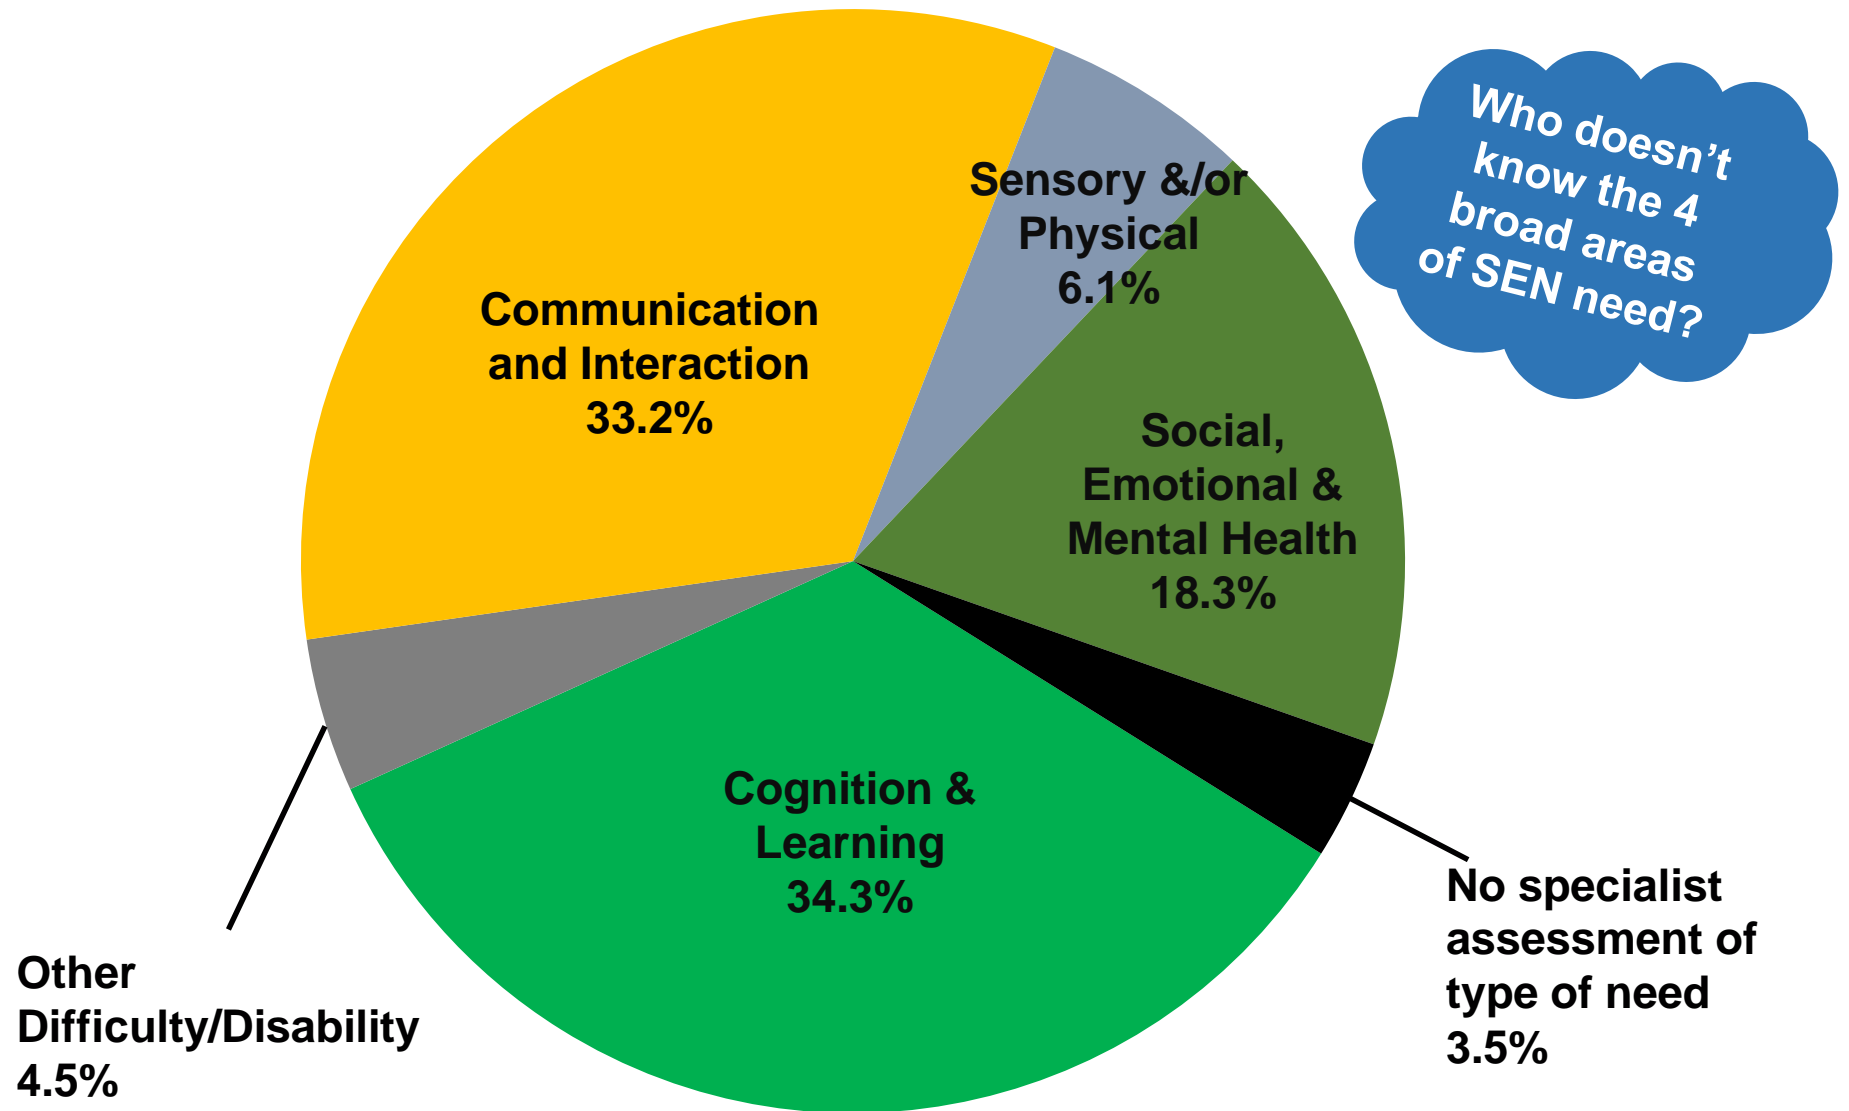 Who doesn’t
know the 4
broad areas
of SEN need?
Sensory &/or
Physical
6.1%
Communication
and Interaction
33.2%
Social,
Emotional &
Mental Health
18.3%
Cognition &
Learning
34.3%
No specialist
assessment of
type of need
3.5%
Other
Difficulty/Disability
4.5%